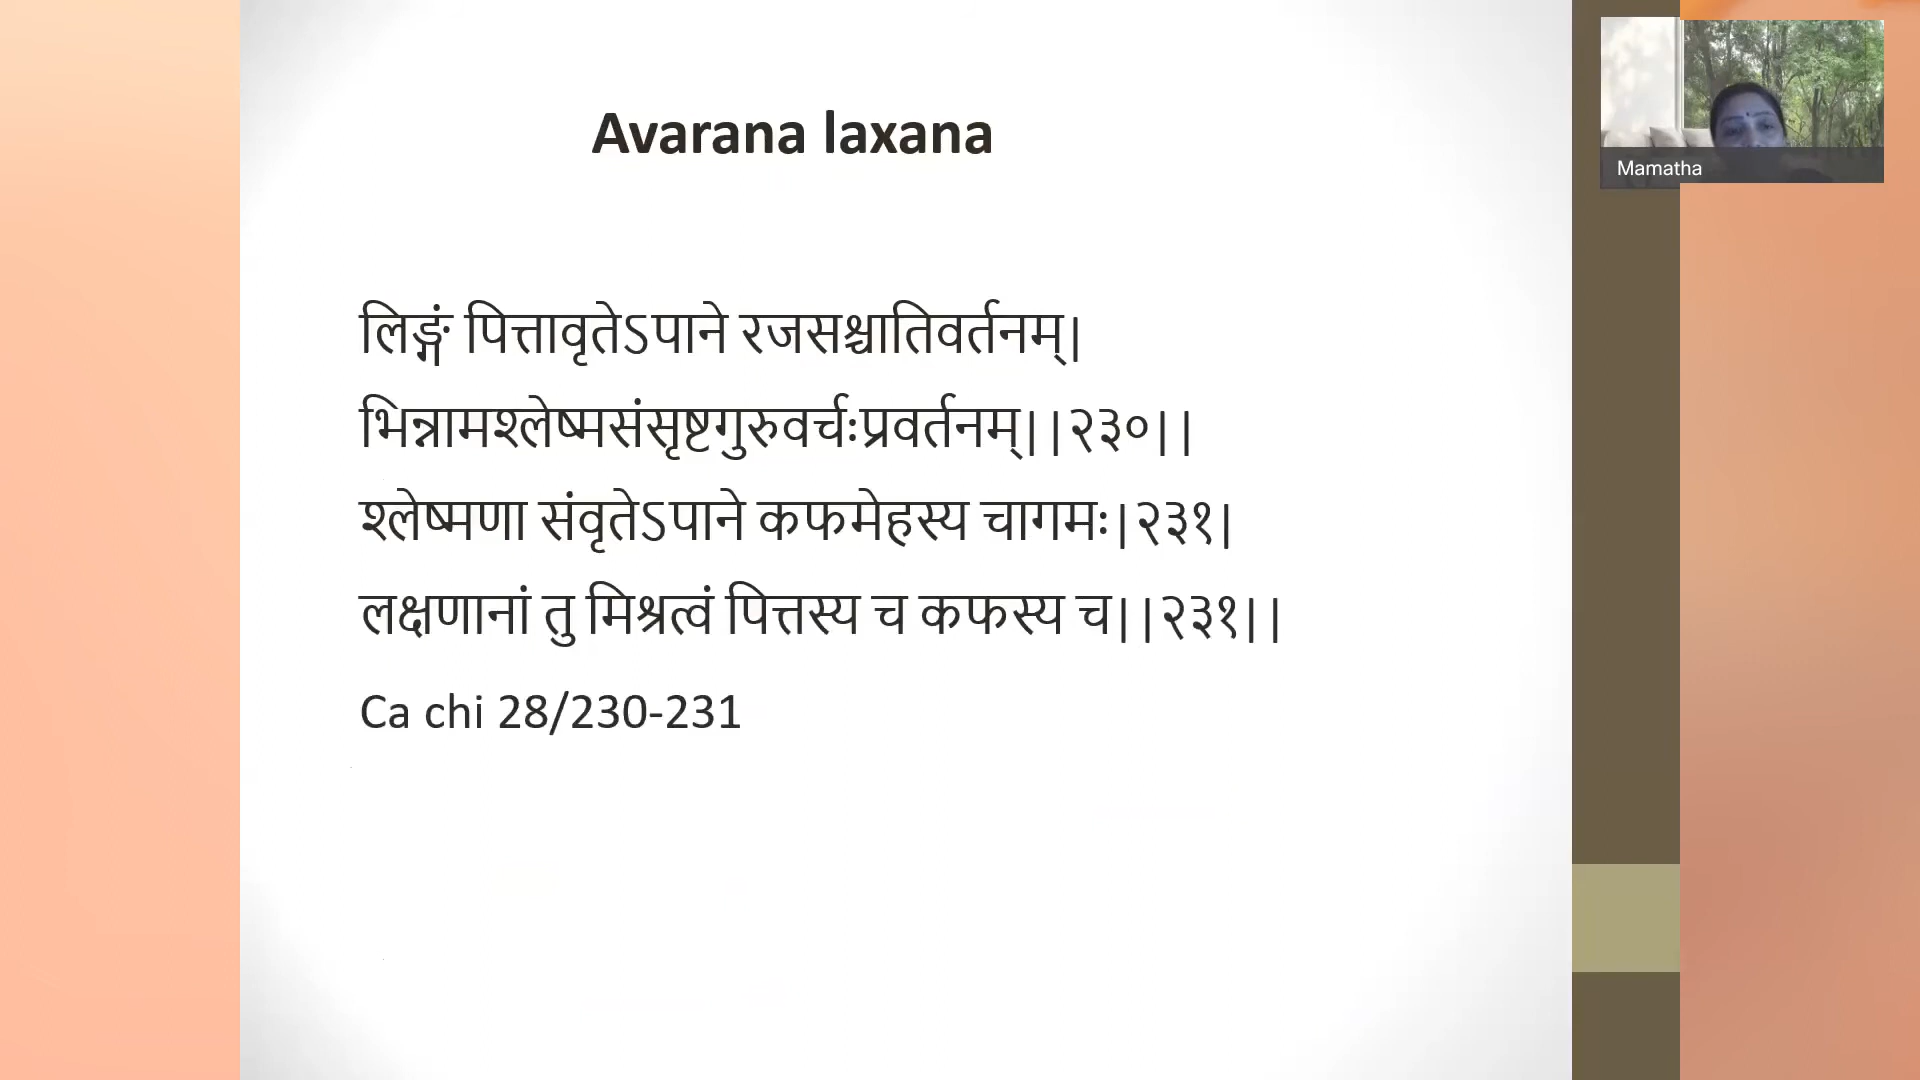 Avarana laxana
Mamatha
लिङ्गं पित्तावृतेऽपाने रजसश्चातिवर्तनम्|
भिन्नामश्लेष्मसंसृष्टगुरुवर्चःप्रवर्तनम्||२३०||
श्लेष्मणा संवृतेऽपाने कफमेहस्य चागमः|२३१|
लक्षणानां तु मिश्रत्वं पित्तस्य च कफस्य च||२३१||
Ca chi 28/230-231